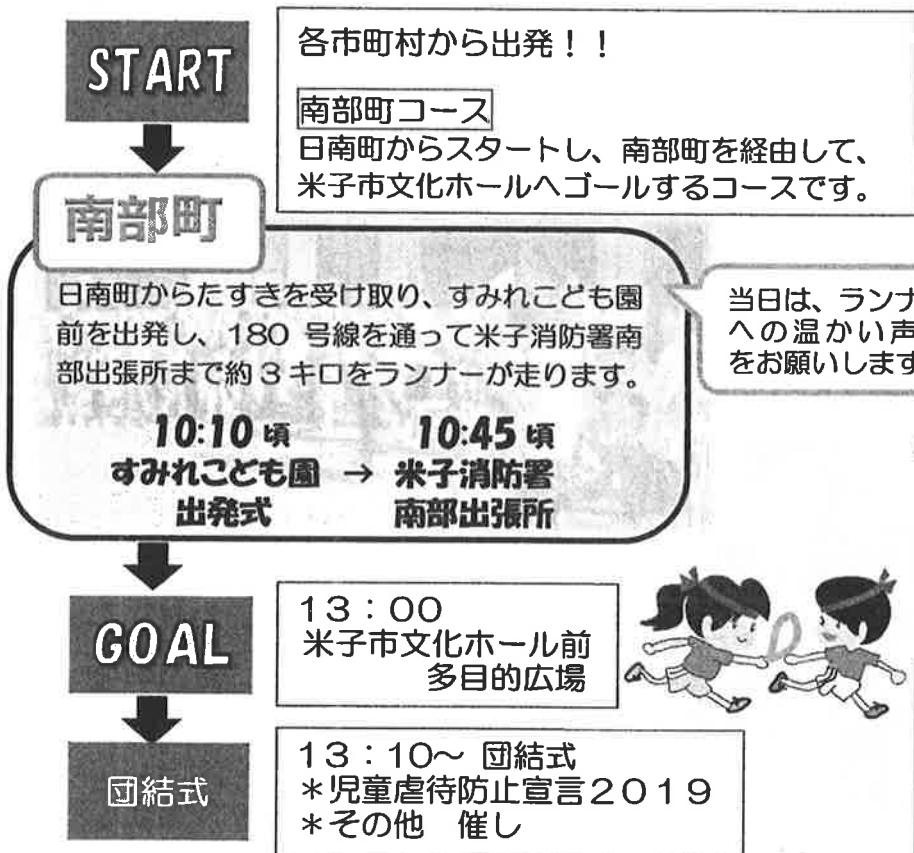 START
各市町村から出発！！
南部町コース
日南町からスタートし、南部町を経由して、
米子市文化ホールへゴールするコースです。
南部町
日南町からたすきを受け取り、すみれこども園
前を出発し、180 号線を通って米子消防署南
部出張所まで約 3 キロをランナーが走ります。
10:10 頃
すみれこども園
出発式
→
10:45 頃
米子消防署
南部出張所
当日は、ランナ
への温かい声
をお願いします
GOAL
13：00
米子市文化ホール前
多目的広場
団結式
13：10～ 団結式
＊児童虐待防止宣言2019
＊その他　催し